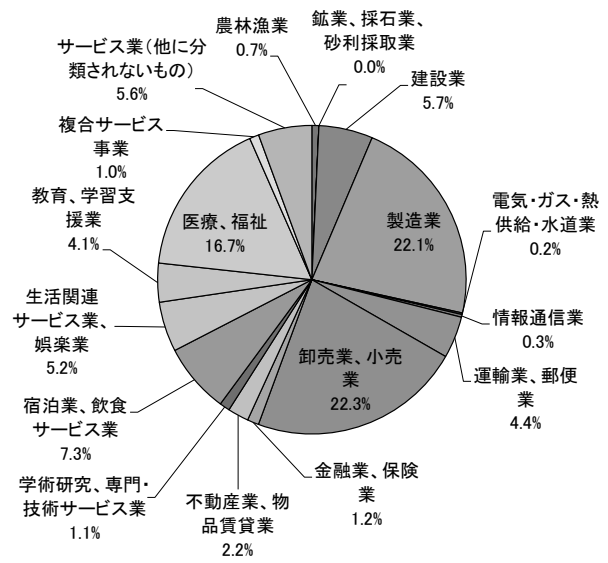 農林漁業
0.7%
鉱業、採石業、
砂利採取業
0.0%
建設業
5.7%
製造業
22.1%
電気・ガス・熱
供給・水道業
0.2%
情報通信業
0.3%
運輸業、郵便
業
4.4%
卸売業、小売
業
22.3%
金融業、保険
業
1.2%
不動産業、物
品賃貸業
2.2%
学術研究、専門・
技術サービス業
1.1%
宿泊業、飲食
サービス業
7.3%
生活関連
サービス業、
娯楽業
5.2%
教育、学習支
援業
4.1%
医療、福祉
16.7%
複合サービス
事業
1.0%
サービス業（他に分
類されないもの）
5.6%